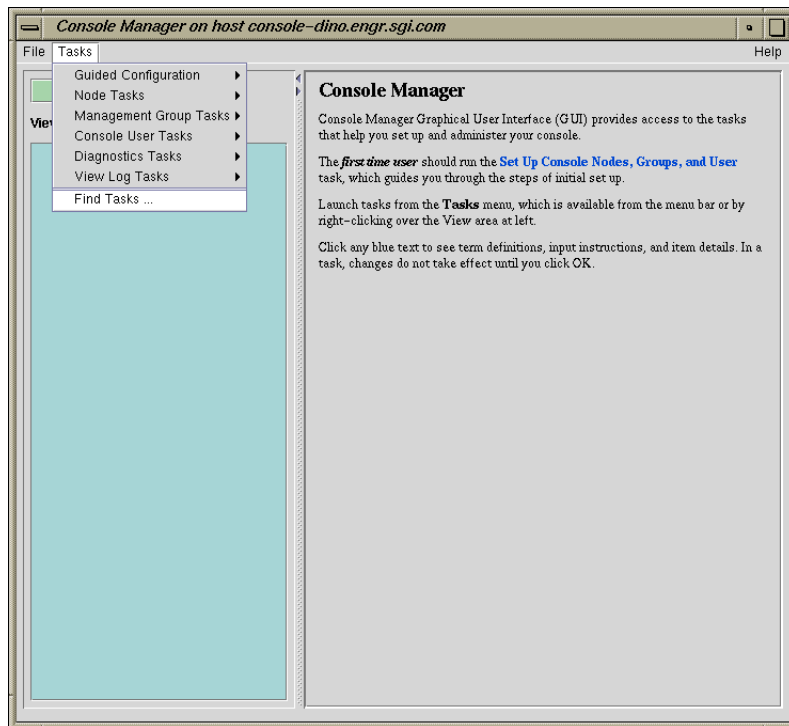 Console Manager on host console-dino.engr.sgi.com
File Tasks Help
Guided Configuration
Node Tasks
Management Group Tasks
Console User Tasks
Diagnostics Tasks
View Log Tasks
Find Tasks ...
Console Manager
Console Manager Graphical User Interface (GUI) provides access to the tasks
that help you set up and administer your console.
The first time user should run the Set Up Console Nodes, Groups, and User
task, which guides you through the steps of initial set up.
Launch tasks from the Tasks menu, which is available from the menu bar or by
right-clicking over the View area at left.
Click any blue text to see term definitions, input instructions, and item details. In a
task, changes do not take effect until you click OK.